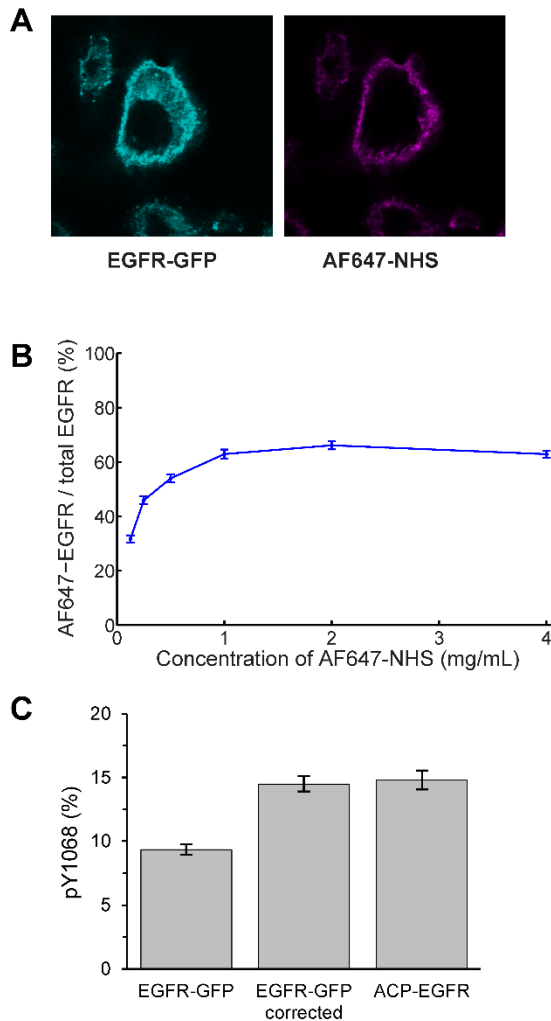 A
EGFR-GFP
AF647-NHS
B
AF647−EGFR / total EGFR (%)
100
80
60
40
20
0
0
1
2
3
4
Concentration of AF647-NHS (mg/mL)
C
pY1068 (%)
20
15
10
5
0
EGFR-GFP
EGFR-GFP
corrected
ACP-EGFR